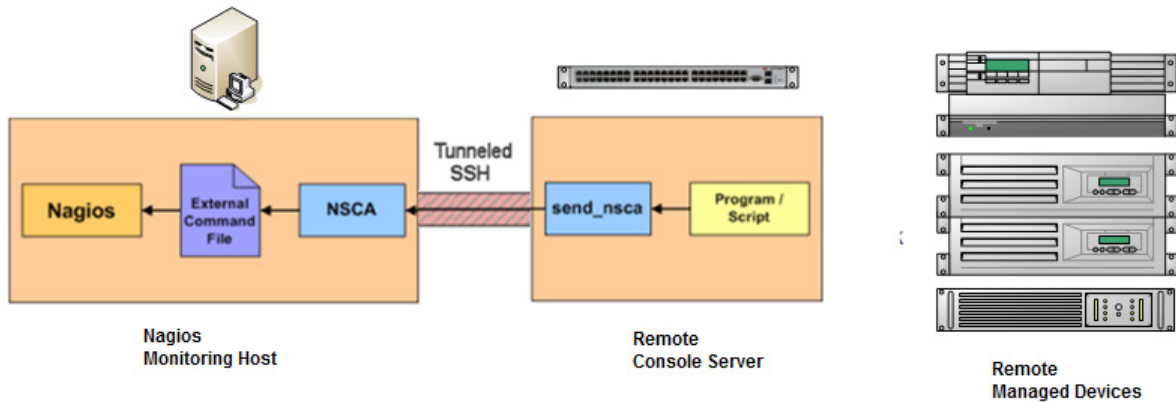 Tunneled
SSH
Nagios
External
Command
File
NSCA
send_nsca
Program /
Script
Nagios
Monitoring Host
Remote
Console Server
Remote
Managed Devices